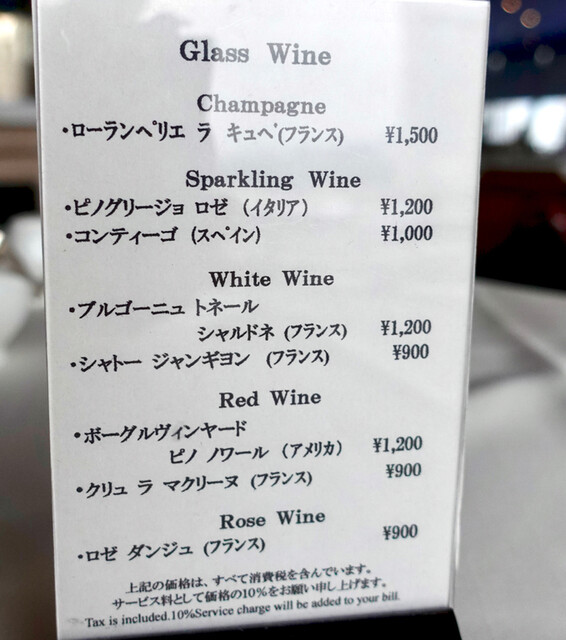 Glass Wine
Champagne
・ローランペリエ ラ キュベ(フランス) ¥1,500
Sparkling Wine
・ピノグリージョ ロゼ (イタリア) ¥1,200
・コンティーゴ (スペイン) ¥1,000
White Wine
・ブルゴーニュ トネール
シャルドネ (フランス) ¥1,200
・シャトー ジャンギヨン (フランス) ¥900
Red Wine
・ボーグルヴィンヤード
ピノ ノワール (アメリカ) ¥1,200
・クリュ ラ マクリーヌ (フランス) ¥900
Rose Wine
・ロゼ ダンジュ (フランス) ¥900
上記の価格は、すべて消費税を含んでいます。
サービス料として価格の10%をお願い申し上げます。
Tax is included.10%Service charge will be added to your bill.